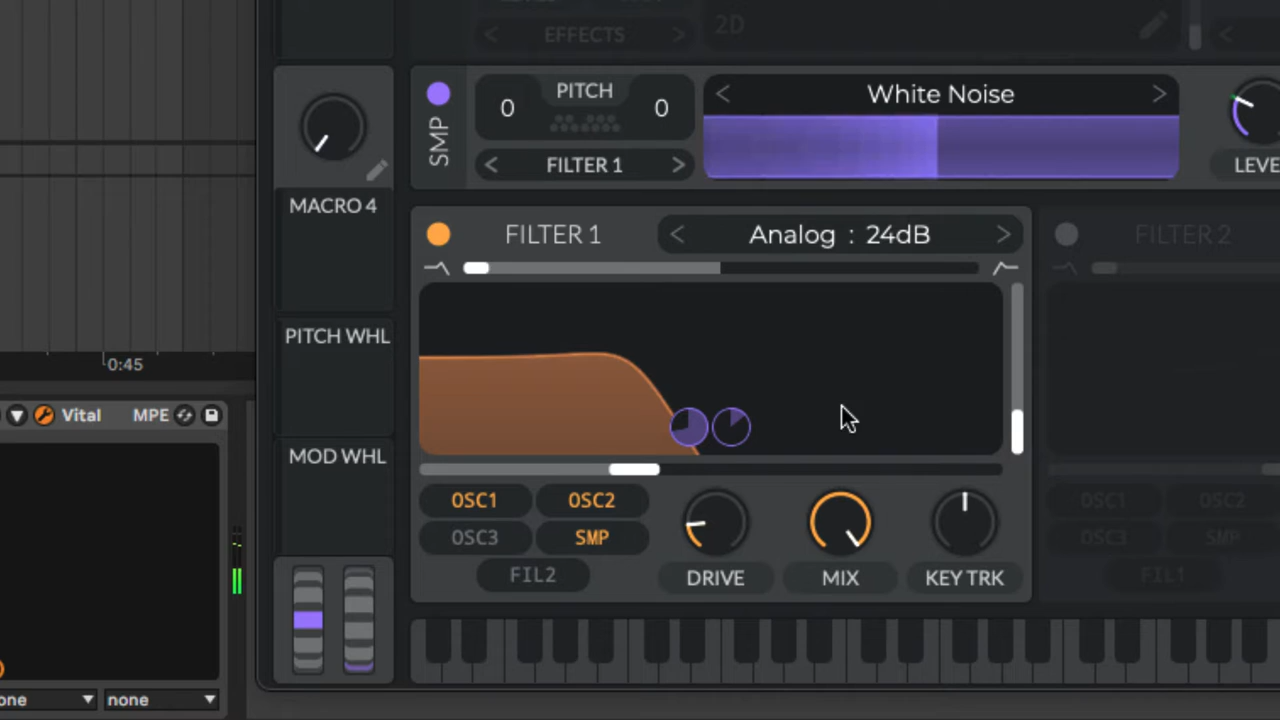 2D
< EFFECTS >
SMP
0 PITCH 0
< FILTER 1 >
< White Noise >
MACRO 4
FILTER 1
< Analog : 24dB >
FILTER 2
PITCH WHL
0:45
Vital MPE
MOD WHL
OSC1 OSC2
OSC3 SMP
FIL2
DRIVE MIX KEY TRK
OSC1 OSC2
OSC3 SMP
FIL1
none